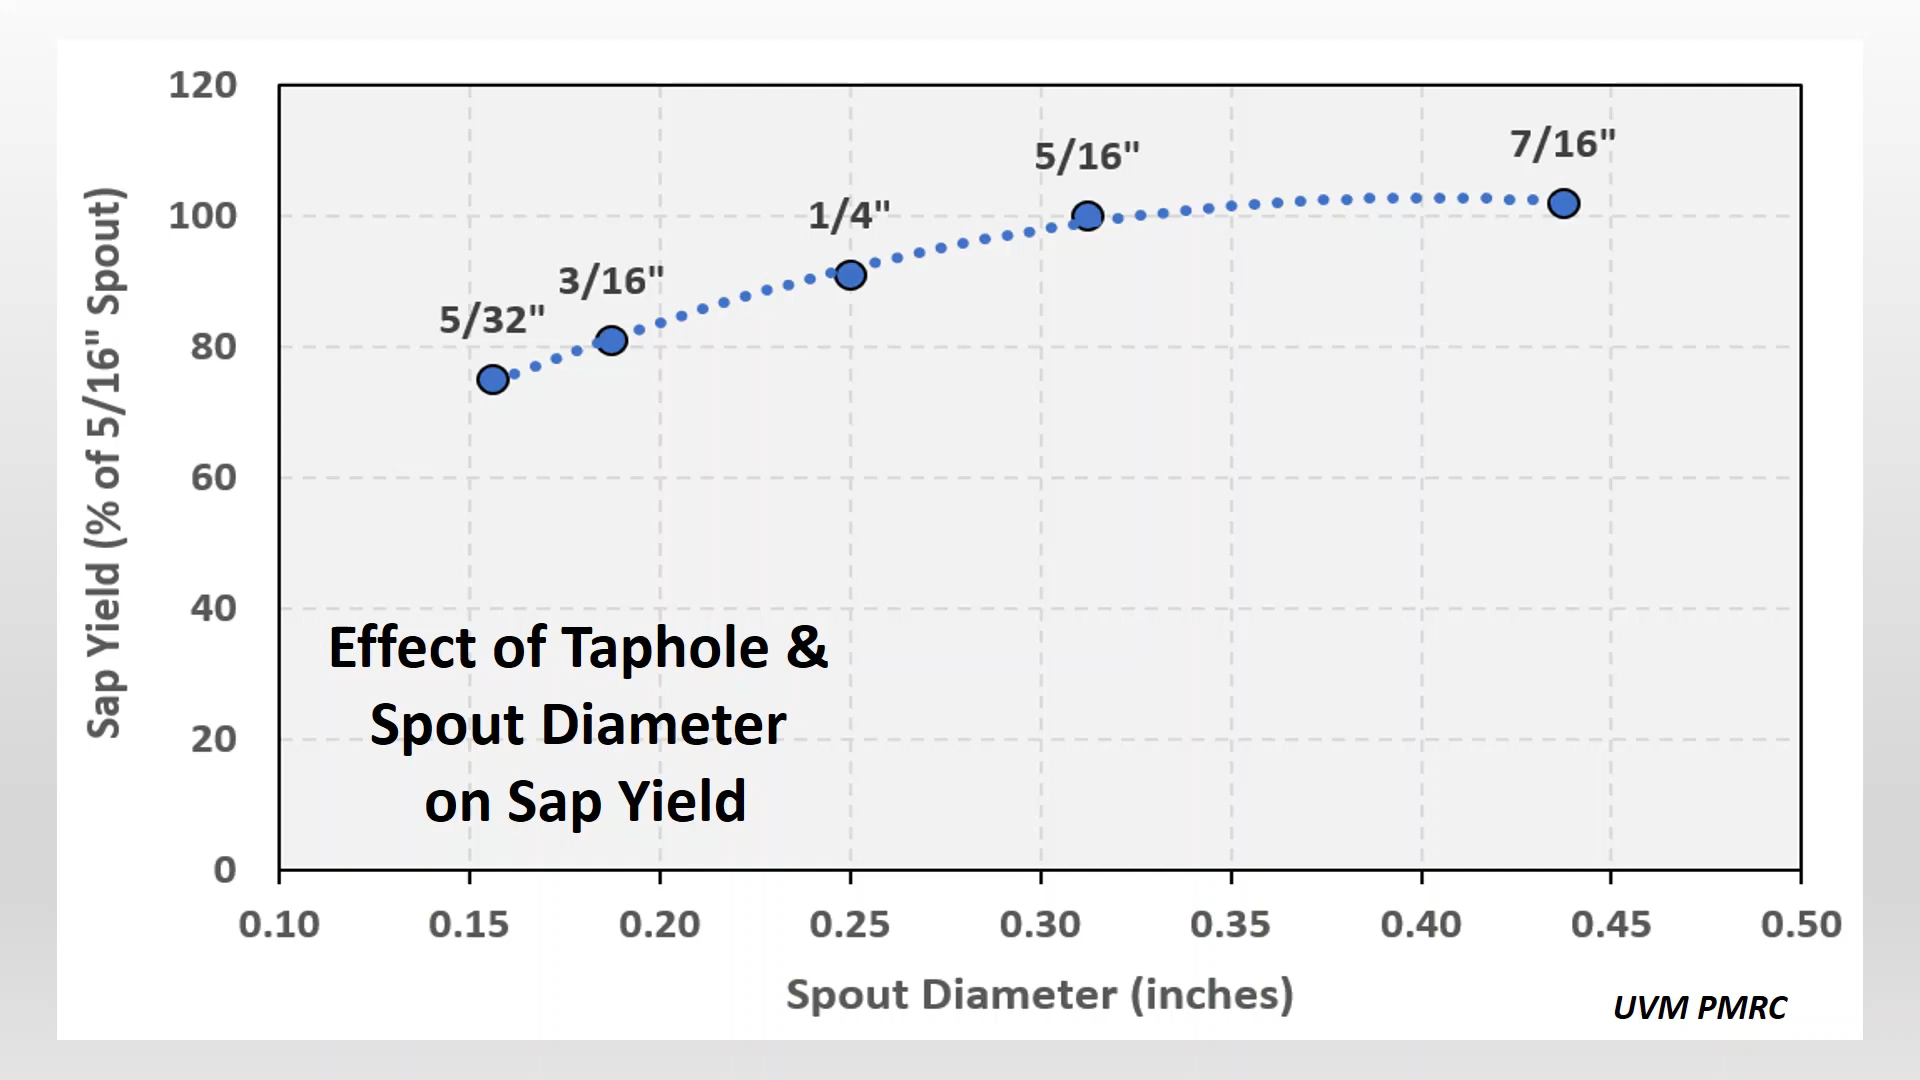 120
100
80
60
40
20
0
Sap Yield (% of 5/16" Spout)
5/32"
3/16"
1/4"
5/16"
7/16"
Effect of Taphole &
Spout Diameter
on Sap Yield
0.10 0.15 0.20 0.25 0.30 0.35 0.40 0.45 0.50
Spout Diameter (inches)
UVM PMRC